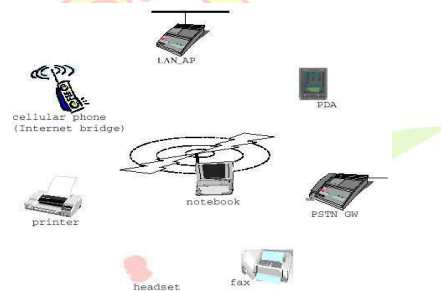 LAN_AP
PDA
cellular phone
(Internet bridge)
notebook
PSTN GW
printer
headset
fax